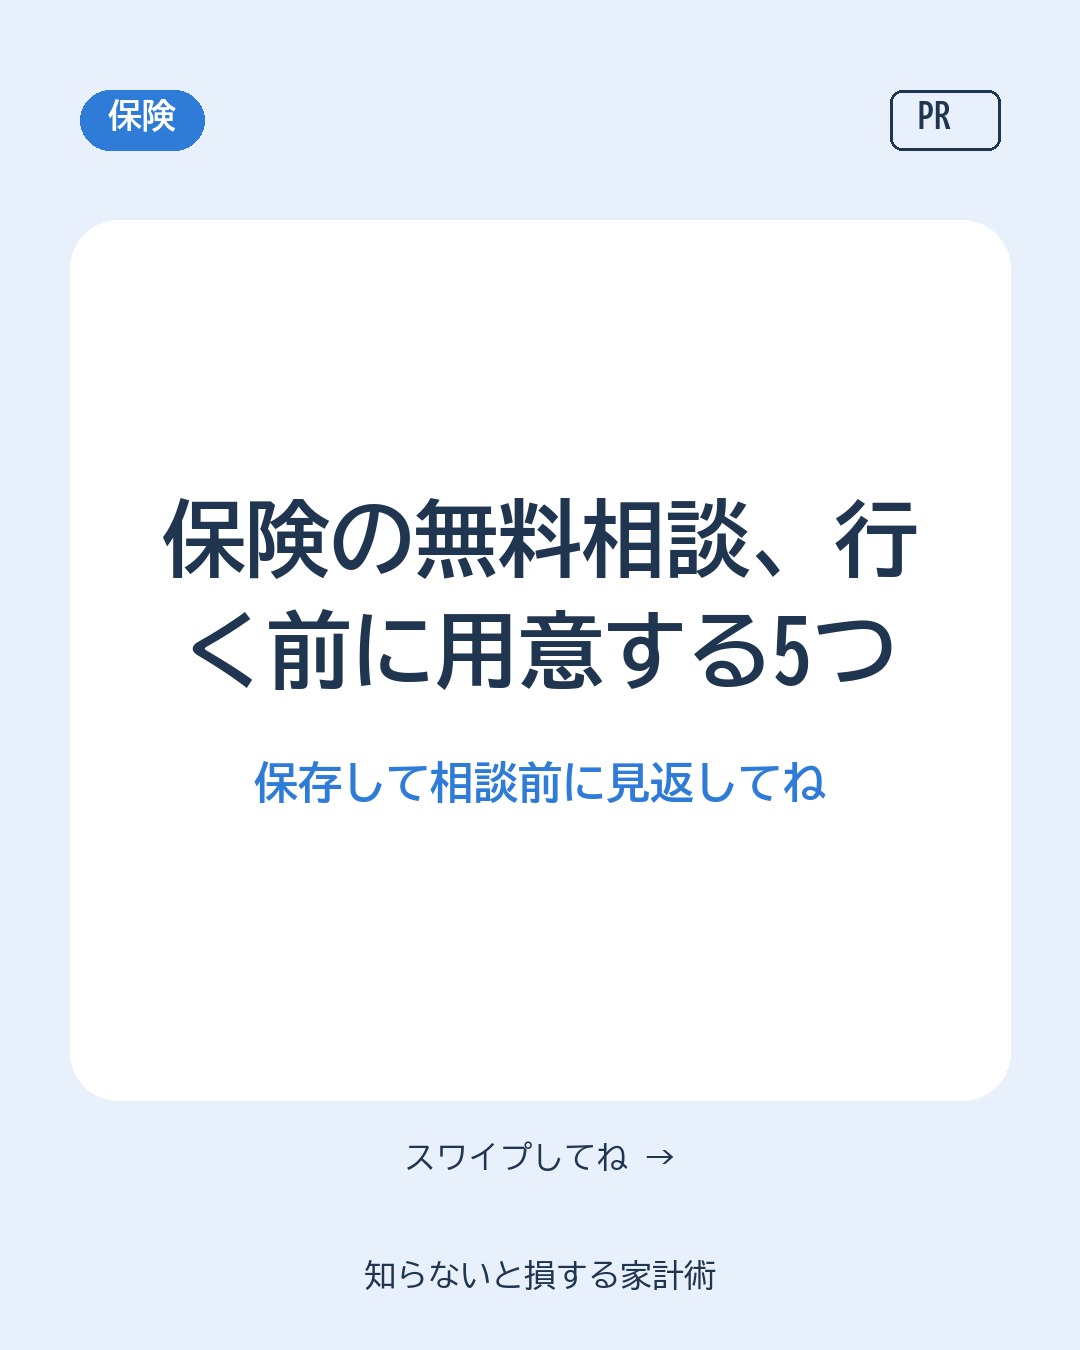 保険
PR
保険の無料相談、行
く前に用意する5つ
保存して相談前に見返してね
スワイプしてね →
知らないと損する家計術